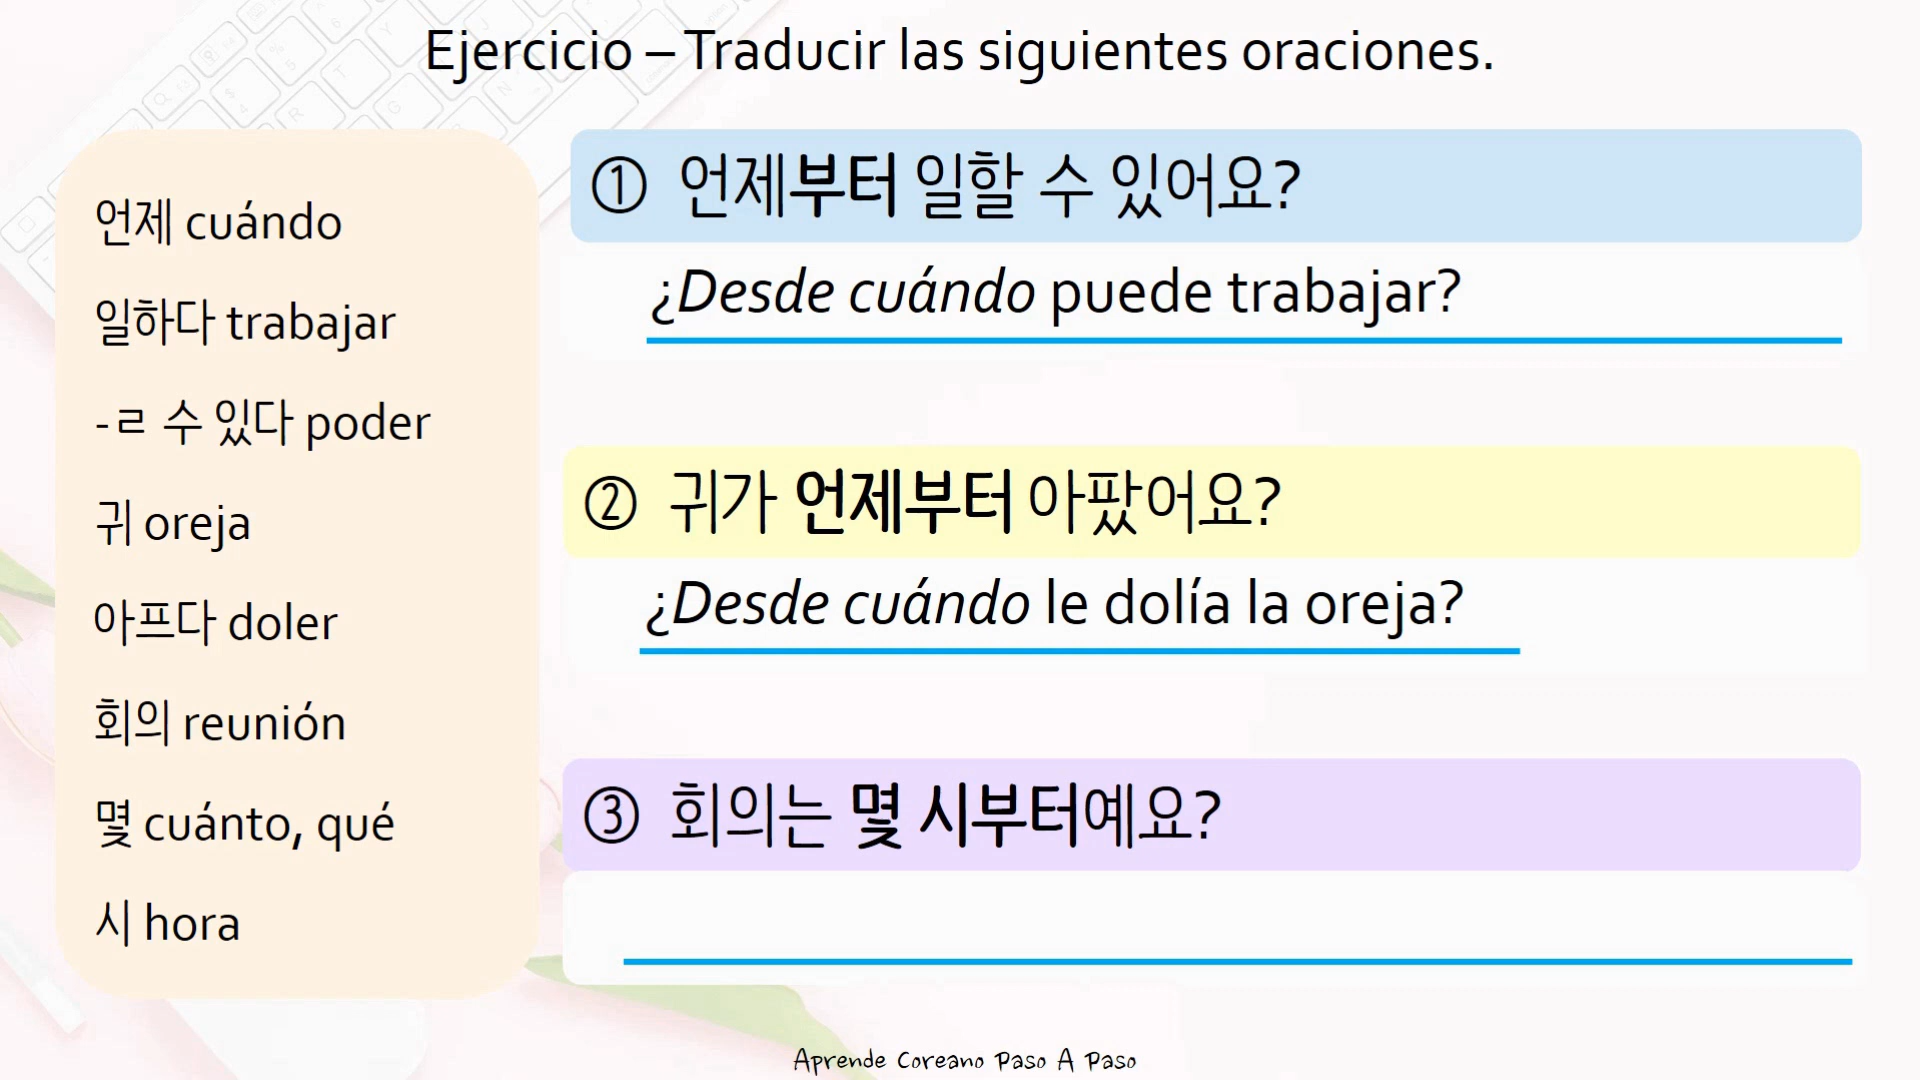 Ejercicio – Traducir las siguientes oraciones.
언제 cuándo
일하다 trabajar
-ㄹ 수 있다 poder
귀 oreja
아프다 doler
회의 reunión
몇 cuánto, qué
시 hora
① 언제부터 일할 수 있어요?
¿Desde cuándo puede trabajar?
② 귀가 언제부터 아팠어요?
¿Desde cuándo le dolía la oreja?
③ 회의는 몇 시부터예요?
Aprende Coreano Paso A Paso